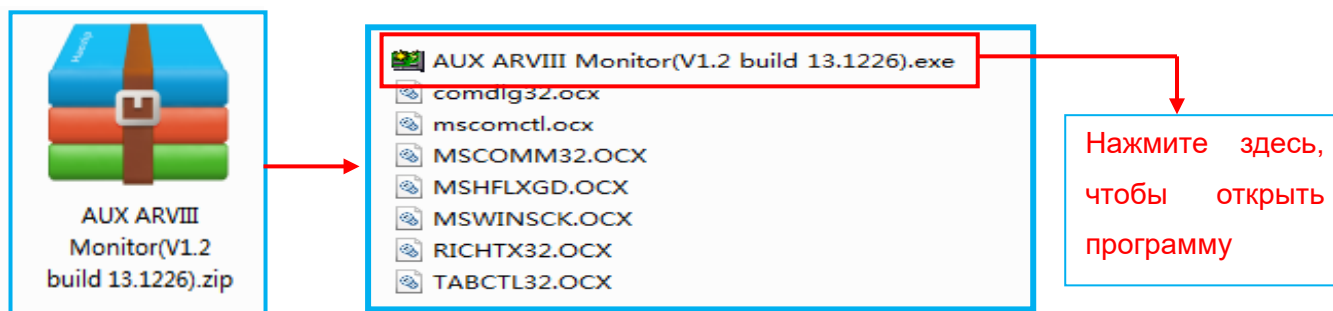 AUX ARVIII
Monitor(V1.2
build 13.1226).zip
AUX ARVIII Monitor(V1.2 build 13.1226).exe
comdlg32.ocx
mscomctl.ocx
MSCOMM32.OCX
MSHFLXGD.OCX
MSWINSCK.OCX
RICHTX32.OCX
TABCTL32.OCX
Нажмите здесь,
чтобы открыть
программу